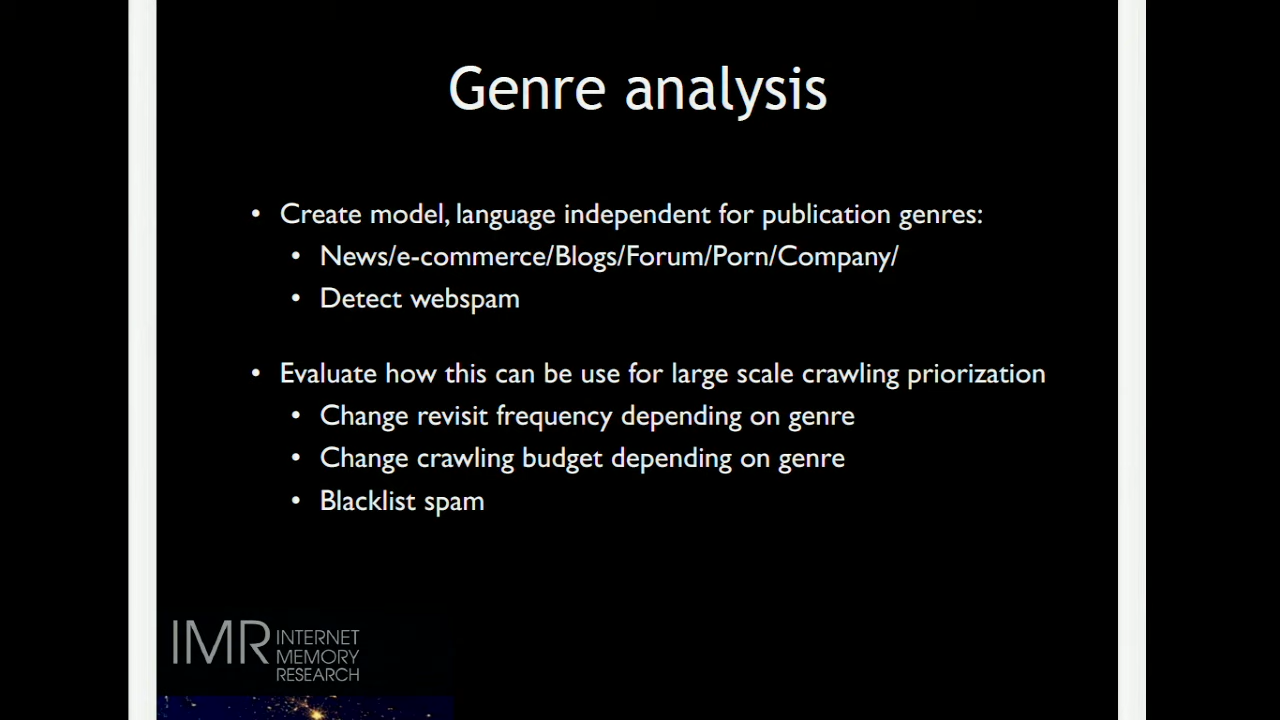 Genre analysis
• Create model, language independent for publication genres:
• News/e-commerce/Blogs/Forum/Porn/Company/
• Detect webspam
• Evaluate how this can be use for large scale crawling priorization
• Change revisit frequency depending on genre
• Change crawling budget depending on genre
• Blacklist spam
IMR INTERNET
MEMORY
RESEARCH